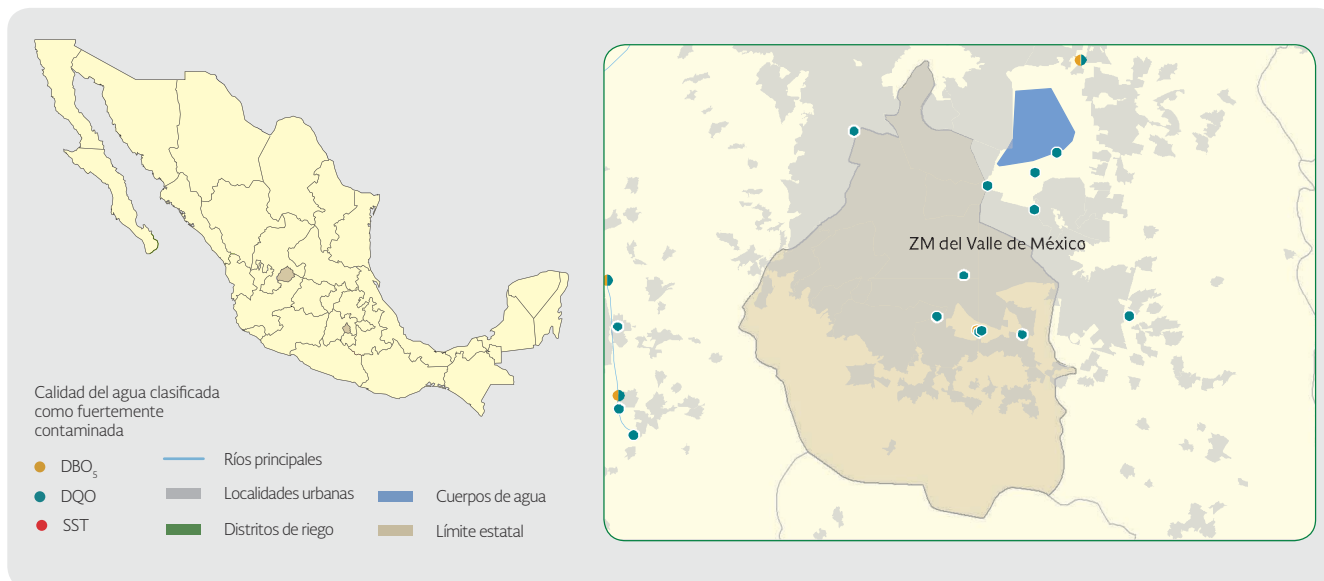 ZM del Valle de México
Calidad del agua clasificada
como fuertemente
contaminada
DBO5
DQO
SST
Ríos principales
Localidades urbanas
Distritos de riego
Cuerpos de agua
Límite estatal